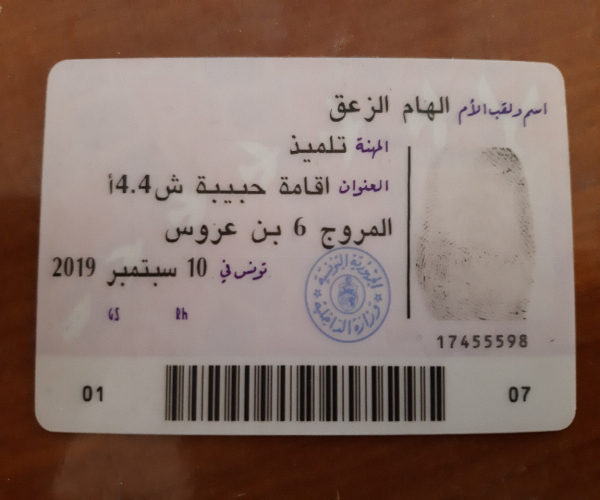 اسم ولقب الأم الهام الزعق
المهنة تلميذ
العنوان اقامة حبيبة ش4.4أ
المروج 6 بن عروس
تونس في 10 سبتمبر 2019
الجمهورية التونسية
وزارة الداخلية
GS Rh
17455598
01 07